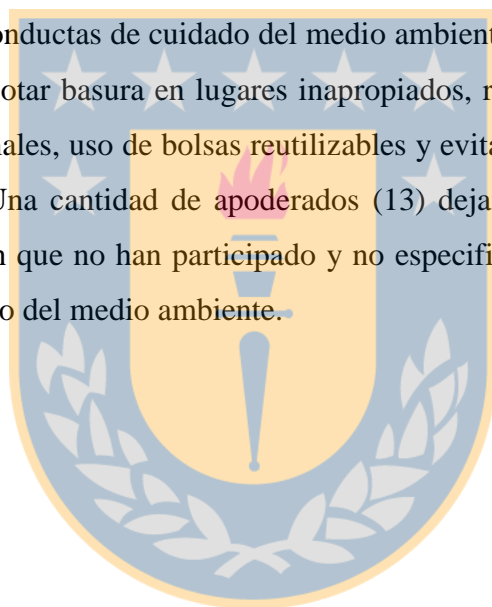 onductas de cuidado del medio ambient
otar basura en lugares inapropiados, r
nales, uso de bolsas reutilizables y evita
Una cantidad de apoderados (13) deja
n que no han participado y no especifi
o del medio ambiente.